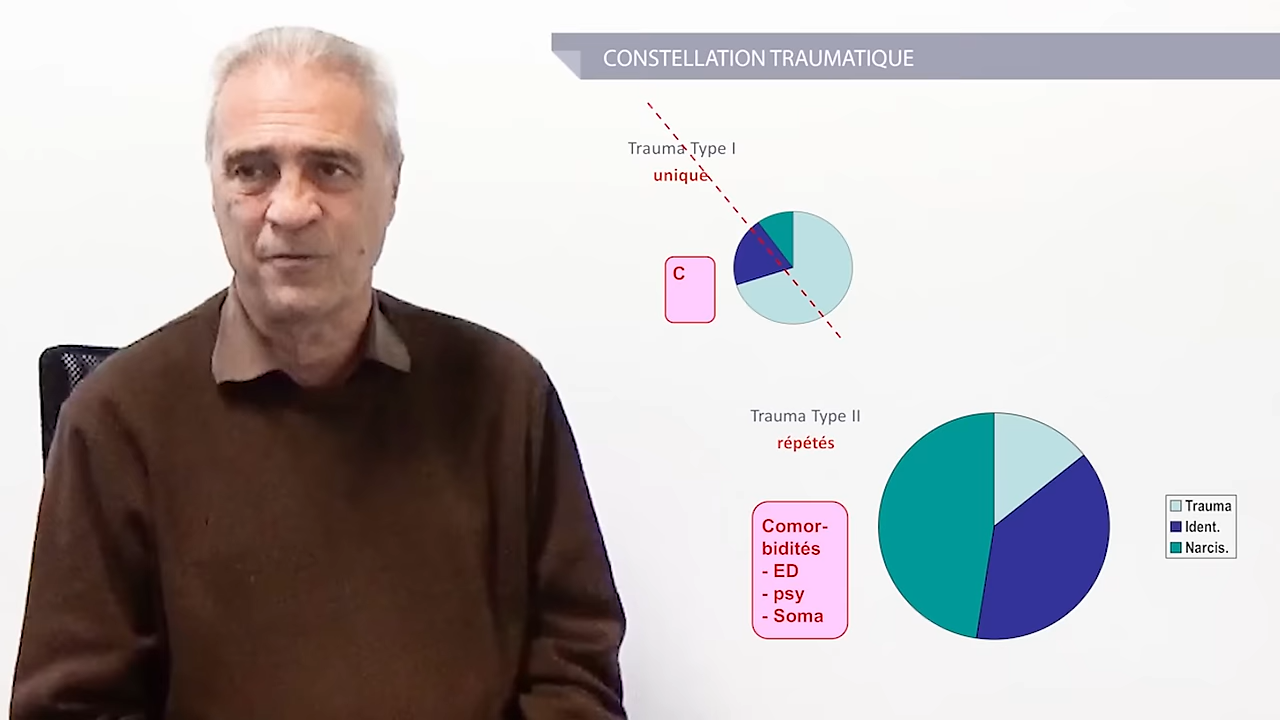 CONSTELLATION TRAUMATIQUE
Trauma Type I
unique
C
Trauma Type II
répétés
Comor-
bidités
- ED
- psy
- Soma
Trauma
Ident.
Narcis.